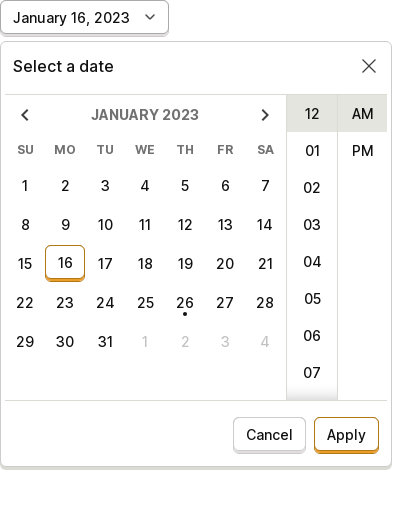 January 16, 2023
Select a date
JANUARY 2023
SU MO TU WE TH FR SA
1 2 3 4 5 6 7
8 9 10 11 12 13 14
15 16 17 18 19 20 21
22 23 24 25 26 27 28
29 30 31 1 2 3 4
12 AM
01 PM
02
03
04
05
06
07
Cancel Apply